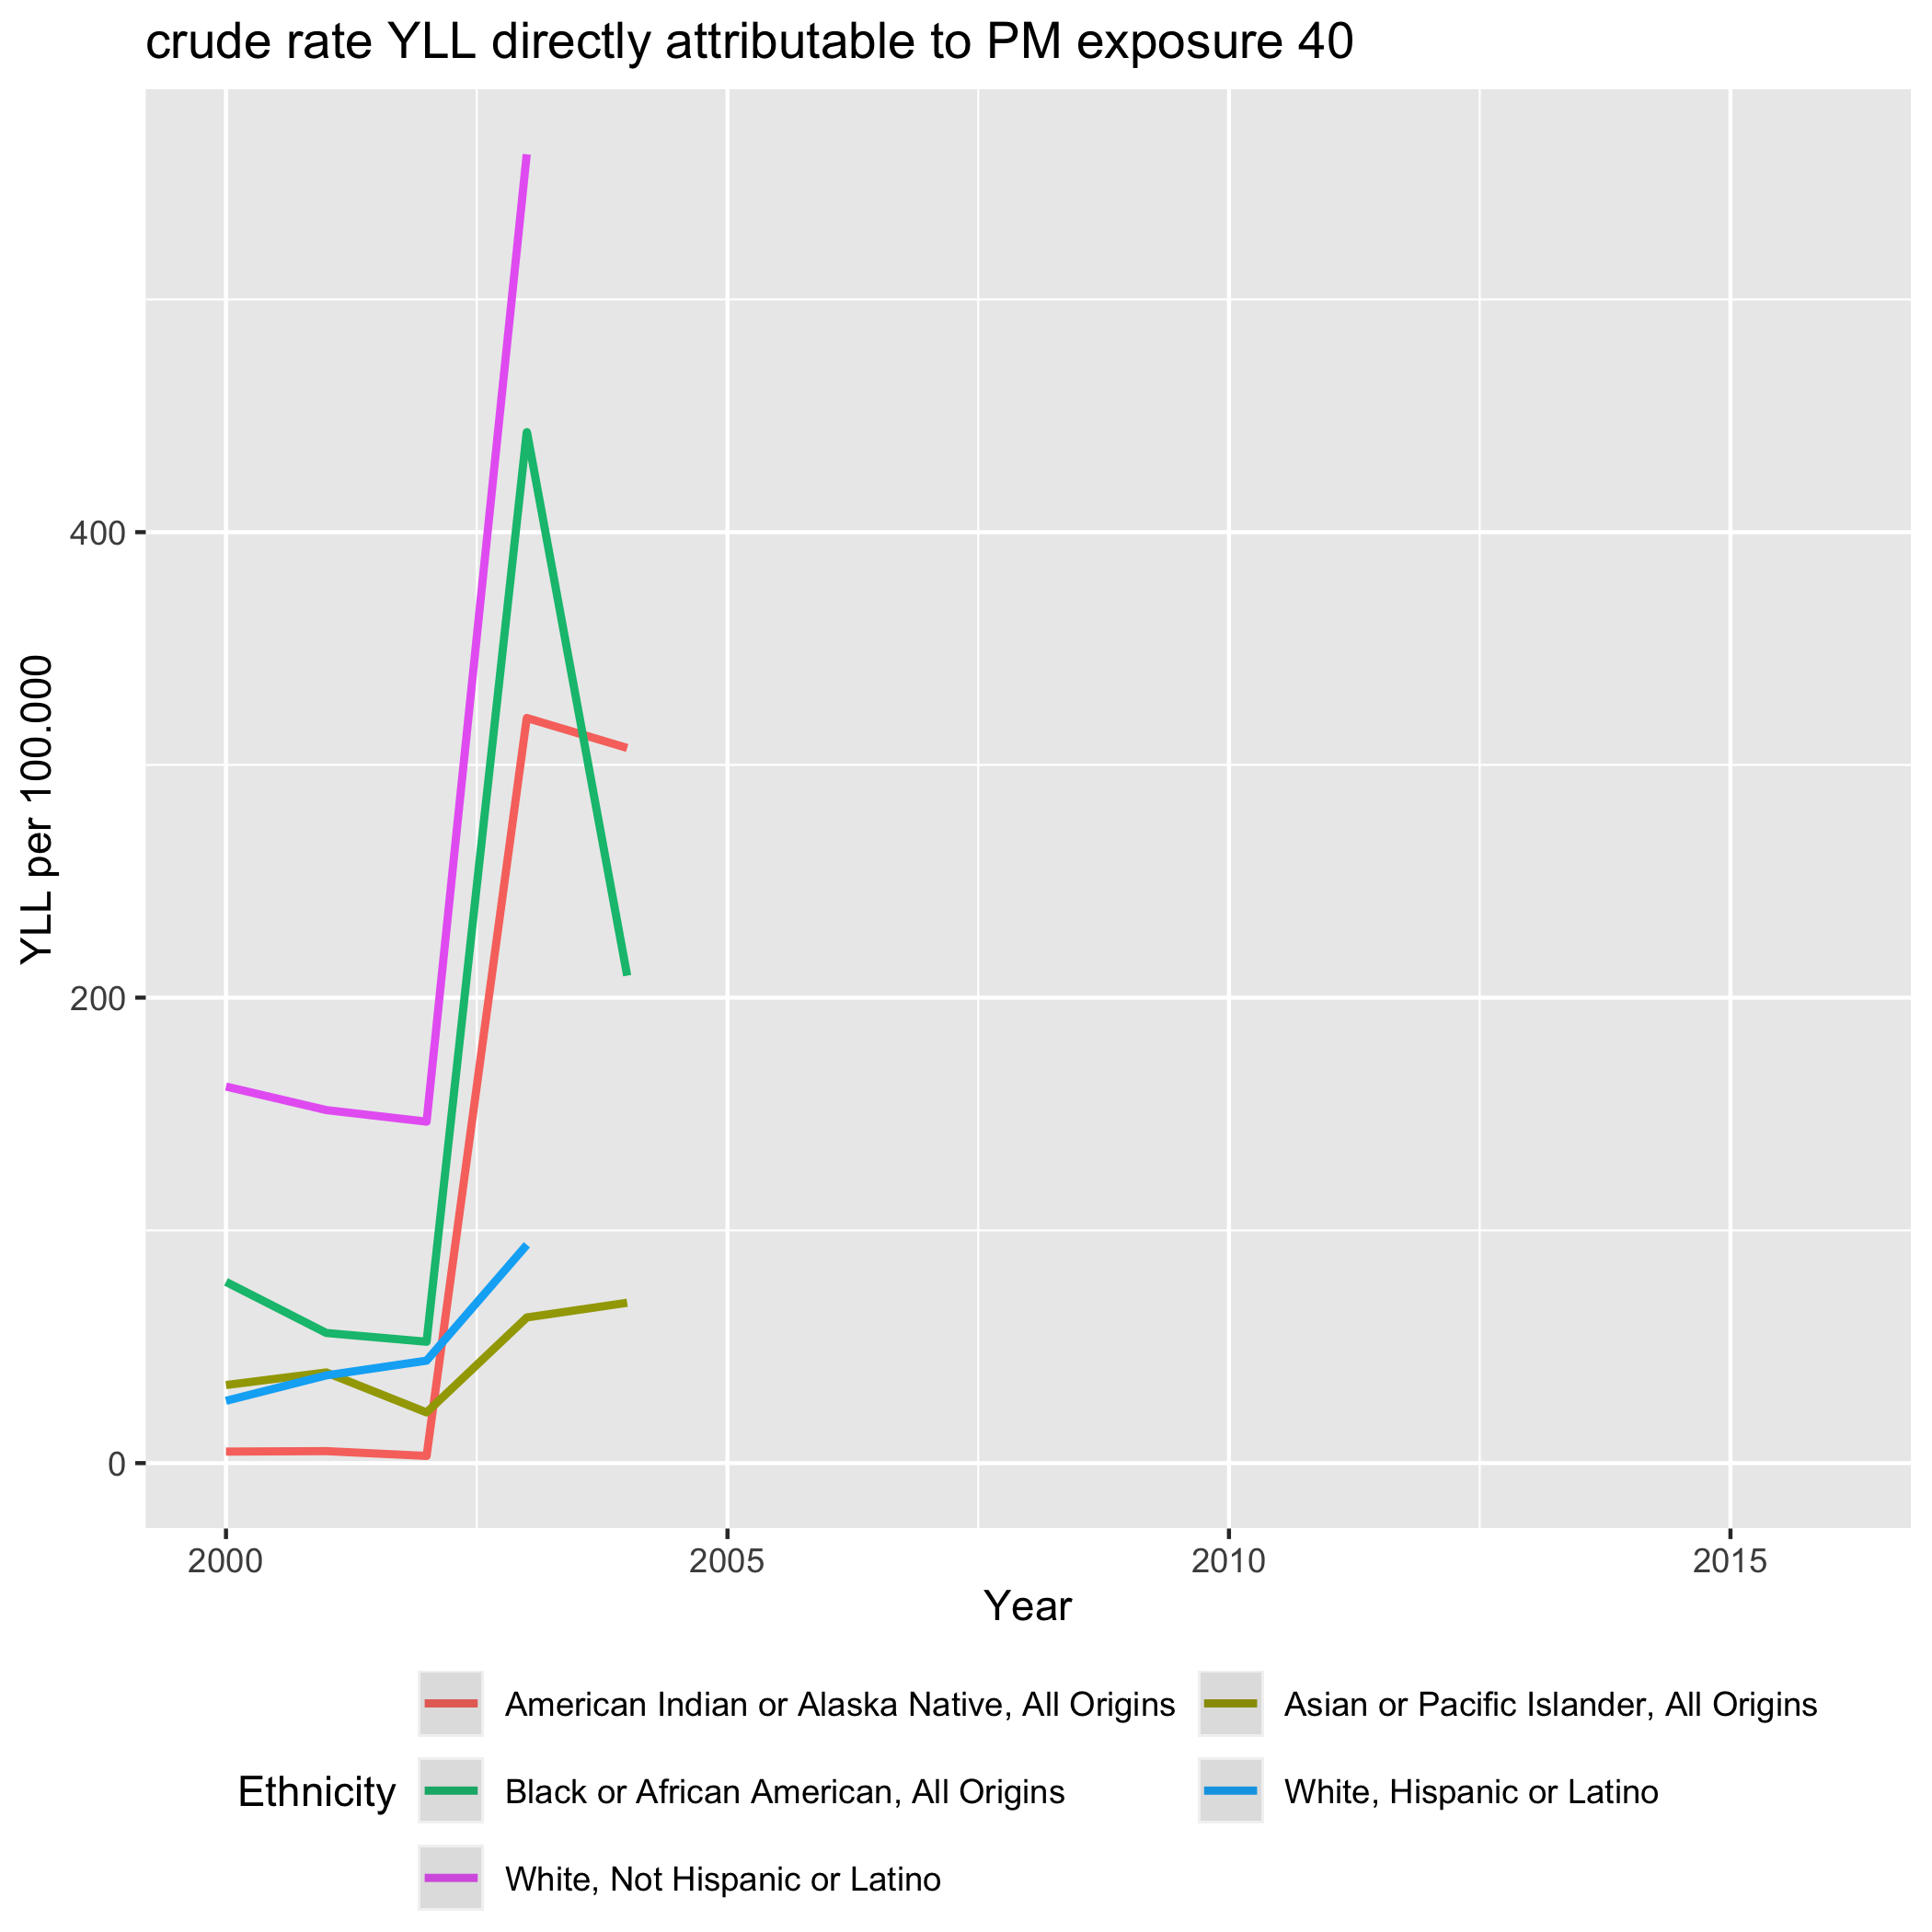 crude rate YLL directly attributable to PM exposure 40
YLL per 100.000
400
200
0
2000 2005 2010 2015
Year
Ethnicity
American Indian or Alaska Native, All Origins
Asian or Pacific Islander, All Origins
Black or African American, All Origins
White, Hispanic or Latino
White, Not Hispanic or Latino